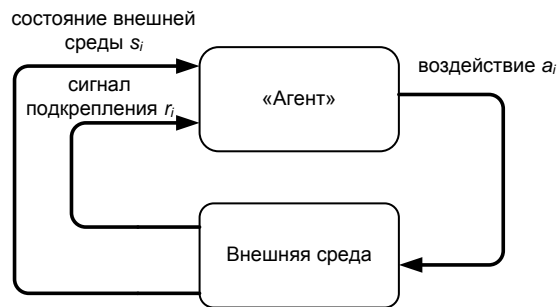 состояние внешней
среды si
сигнал
подкрепления ri
воздействие ai
«Агент»
Внешняя среда